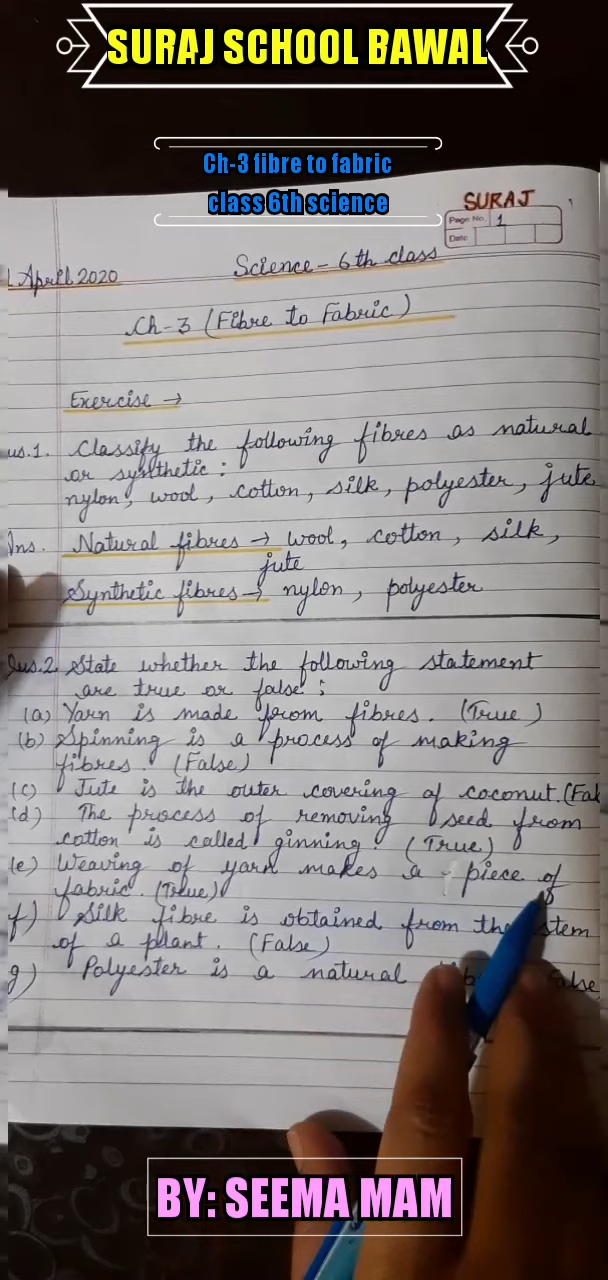 SURAJ SCHOOL BAWAL
Ch-3 fibre to fabric
class 6th science
SURAJ
Page No. 1
Date
April 2020
Science - 6th class
Ch-3 (Fibre to Fabric)
Exercise →
us.1. Classify the following fibres as natural
or synthetic :
nylon, wool, cotton, silk, polyester, jute
Ans. Natural fibres → wool, cotton, silk,
jute
Synthetic fibres → nylon, polyester
Qus.2. State whether the following statement
are true or false :
(a) Yarn is made from fibres. (True)
(b) Spinning is a process of making
fibres. (False)
(c) Jute is the outer covering of coconut. (Fal
(d) The process of removing seed from
cotton is called ginning. (True)
(e) Weaving of yarn makes a piece of
fabric. (True)
f) Silk fibre is obtained from the stem
of a plant. (False)
g) Polyester is a natural False
BY: SEEMA MAM